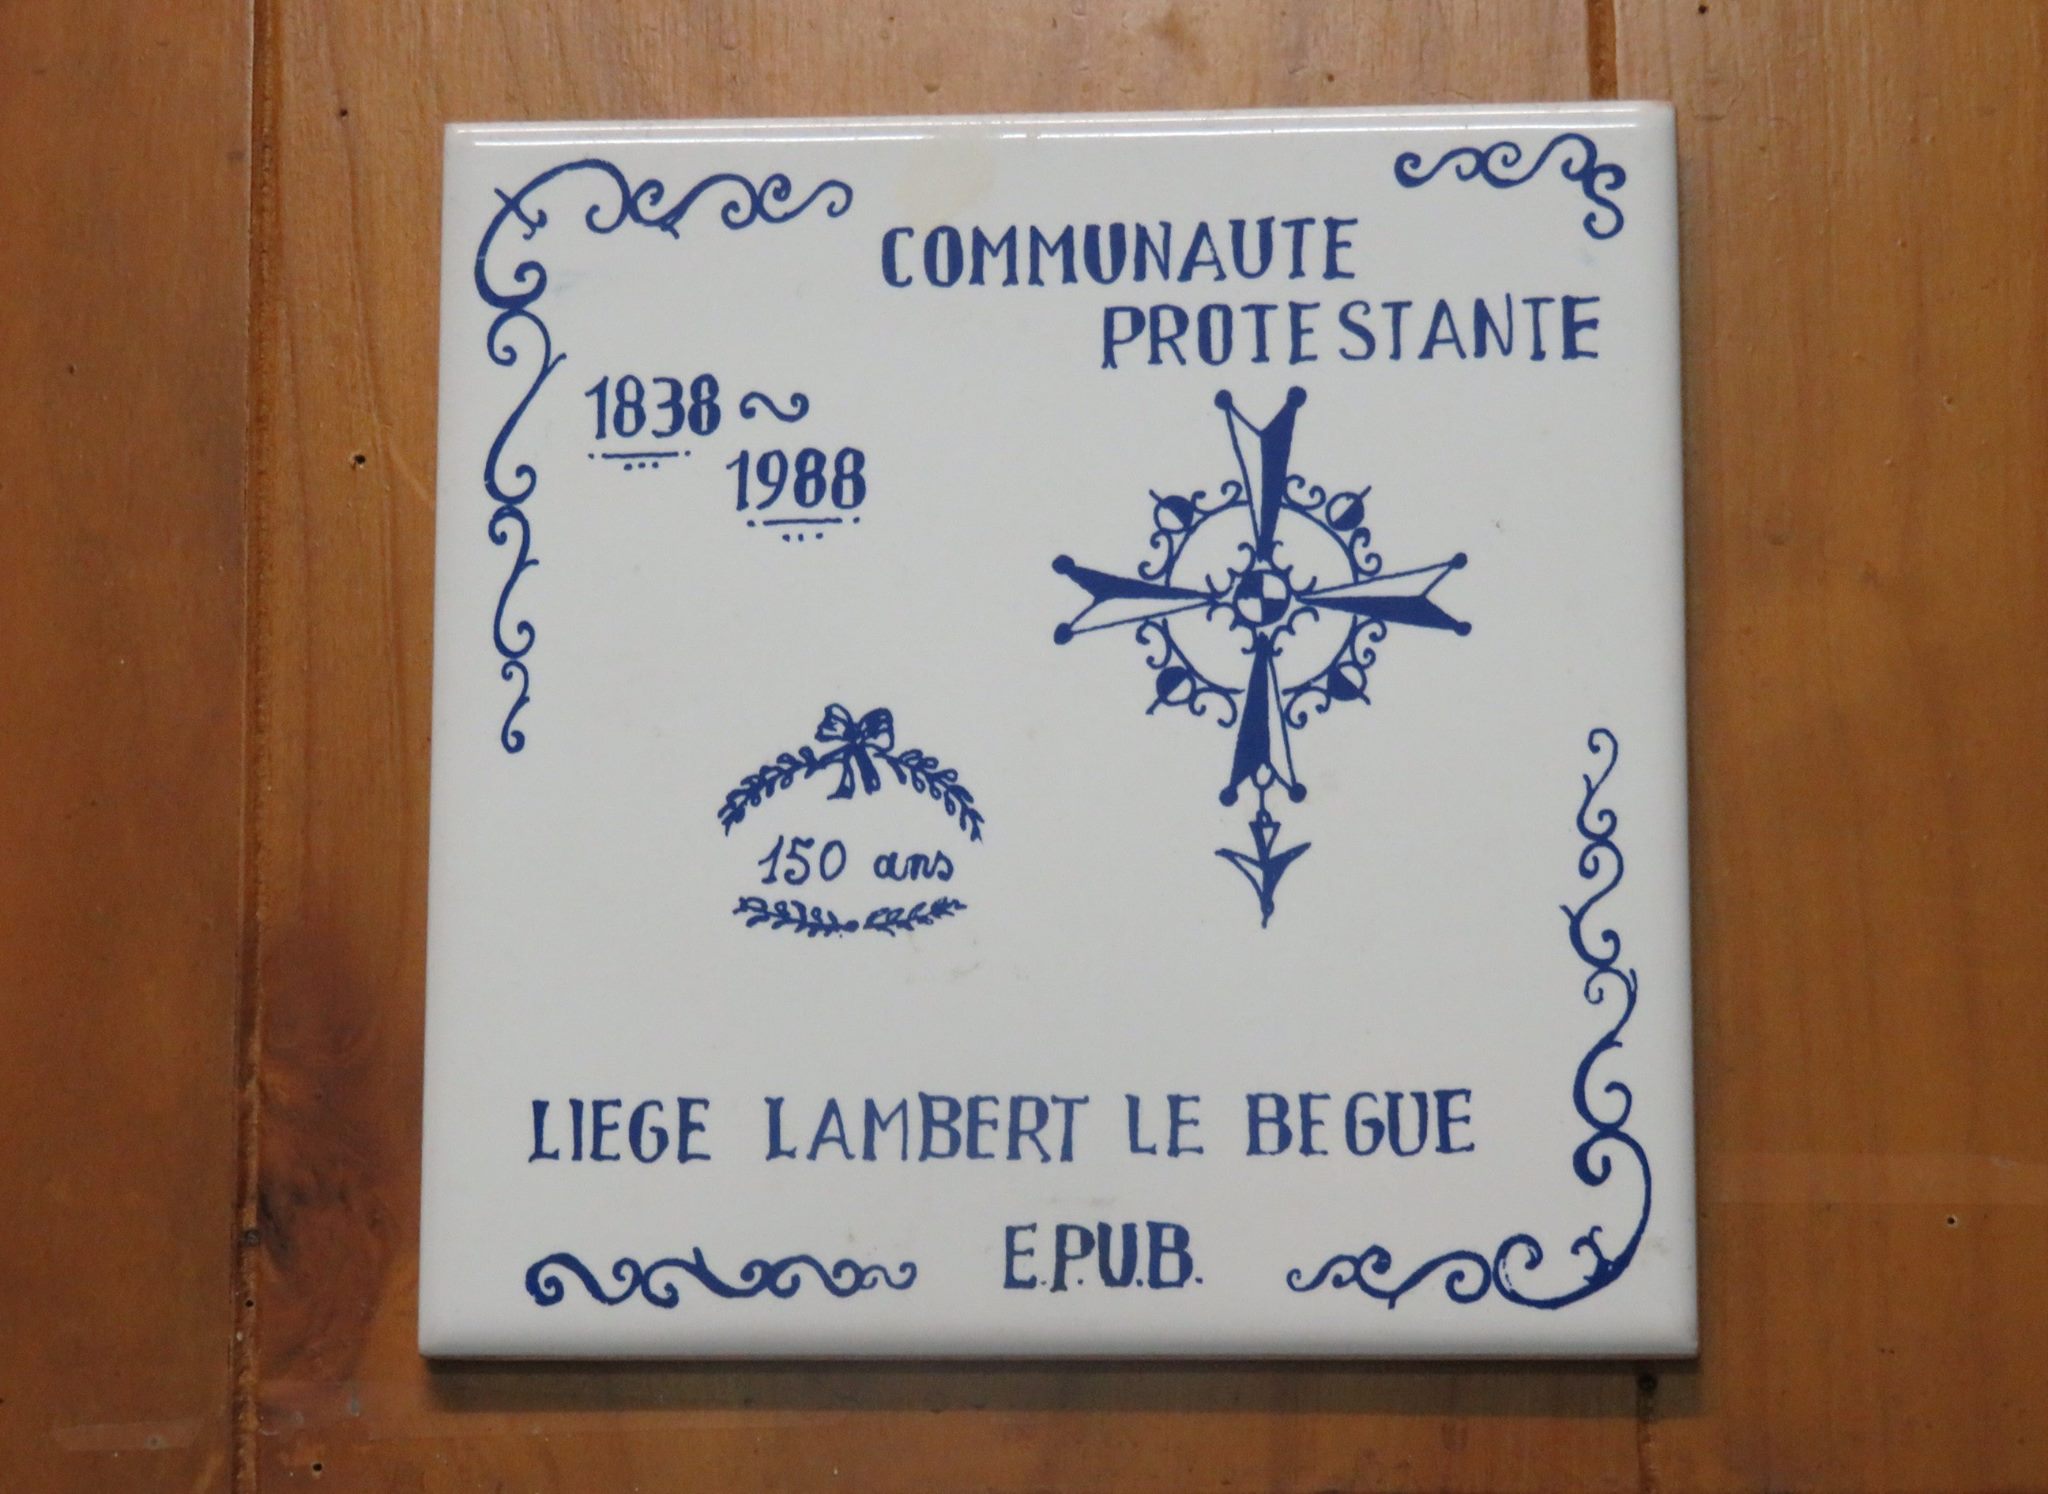 COMMUNAUTE
PROTESTANTE
1838 ~
1988
150 ans
LIEGE LAMBERT LE BEGUE
E.P.U.B.